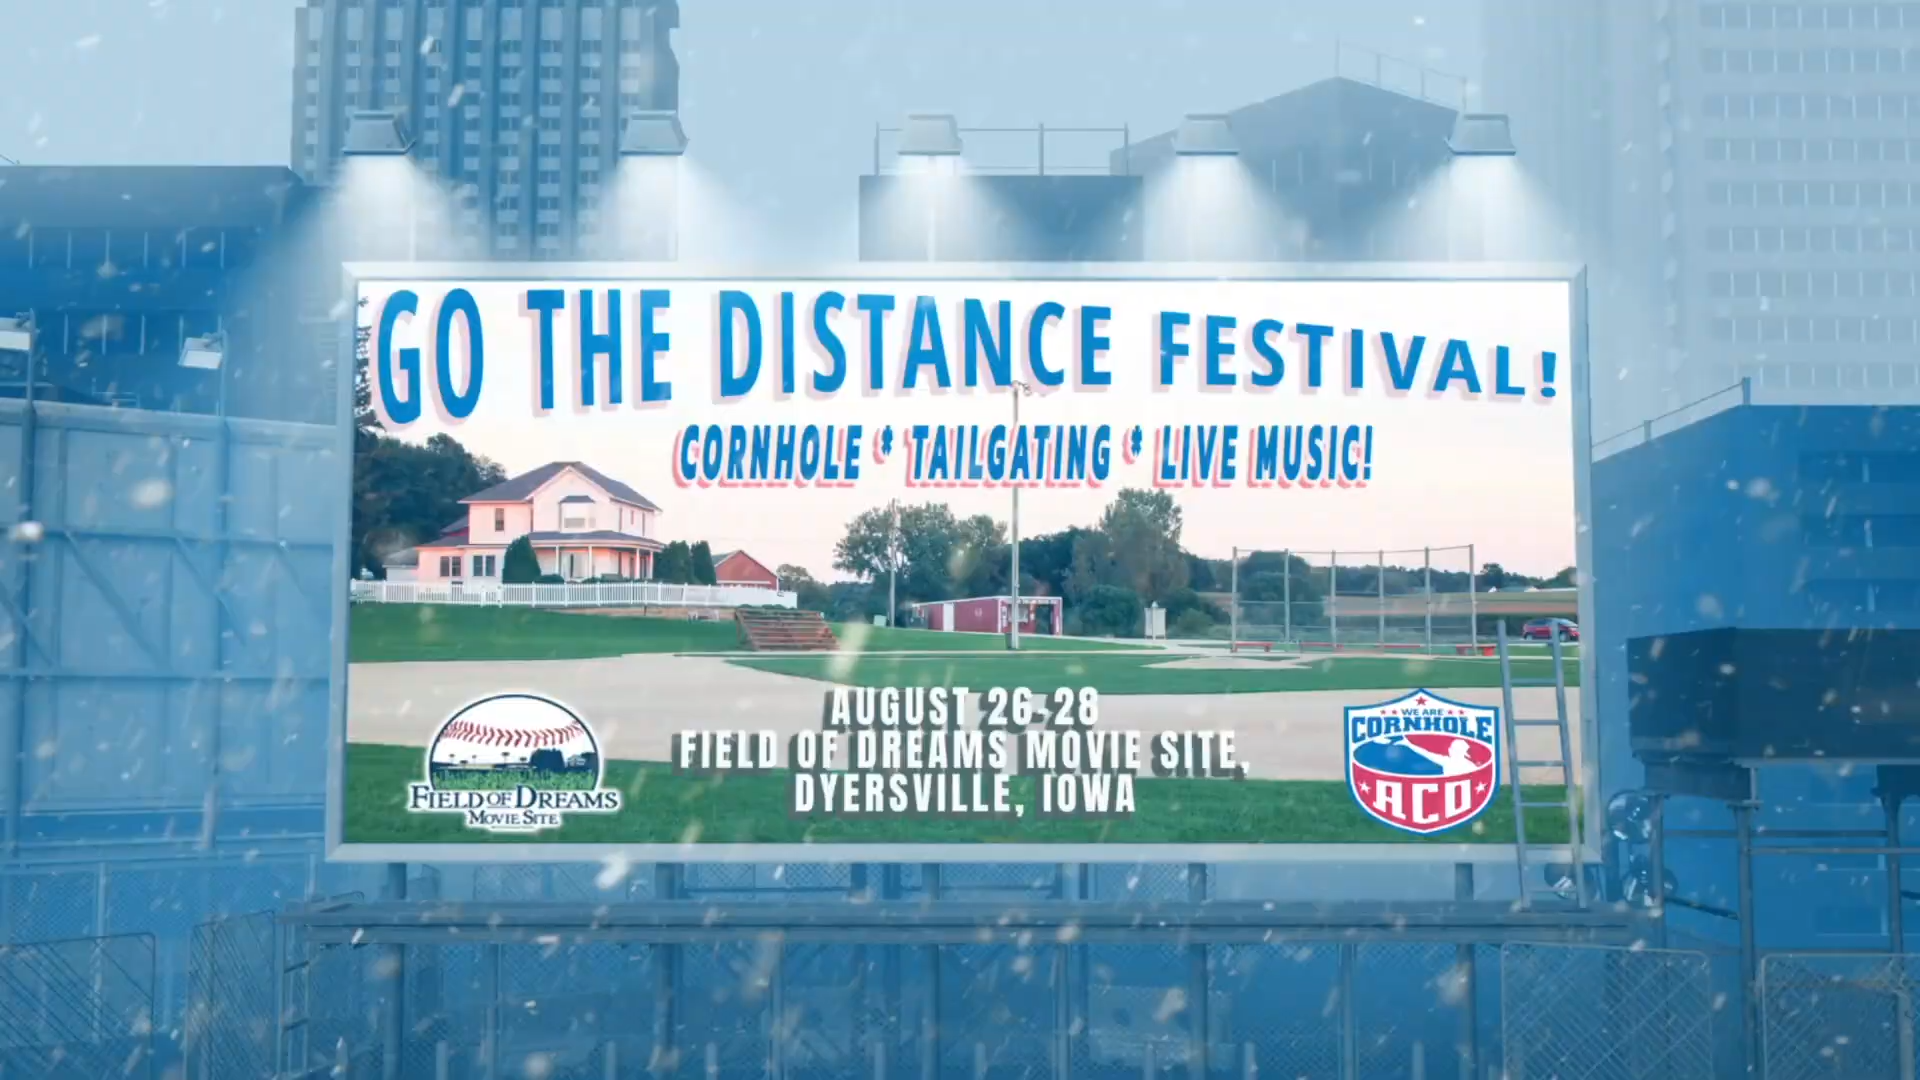 GO THE DISTANCE FESTIVAL!
CORNHOLE * TAILGATING * LIVE MUSIC!
AUGUST 26-28
FIELD OF DREAMS MOVIE SITE,
DYERSVILLE, IOWA
FIELD OF DREAMS
MOVIE SITE
WE ARE
CORNHOLE
ACO